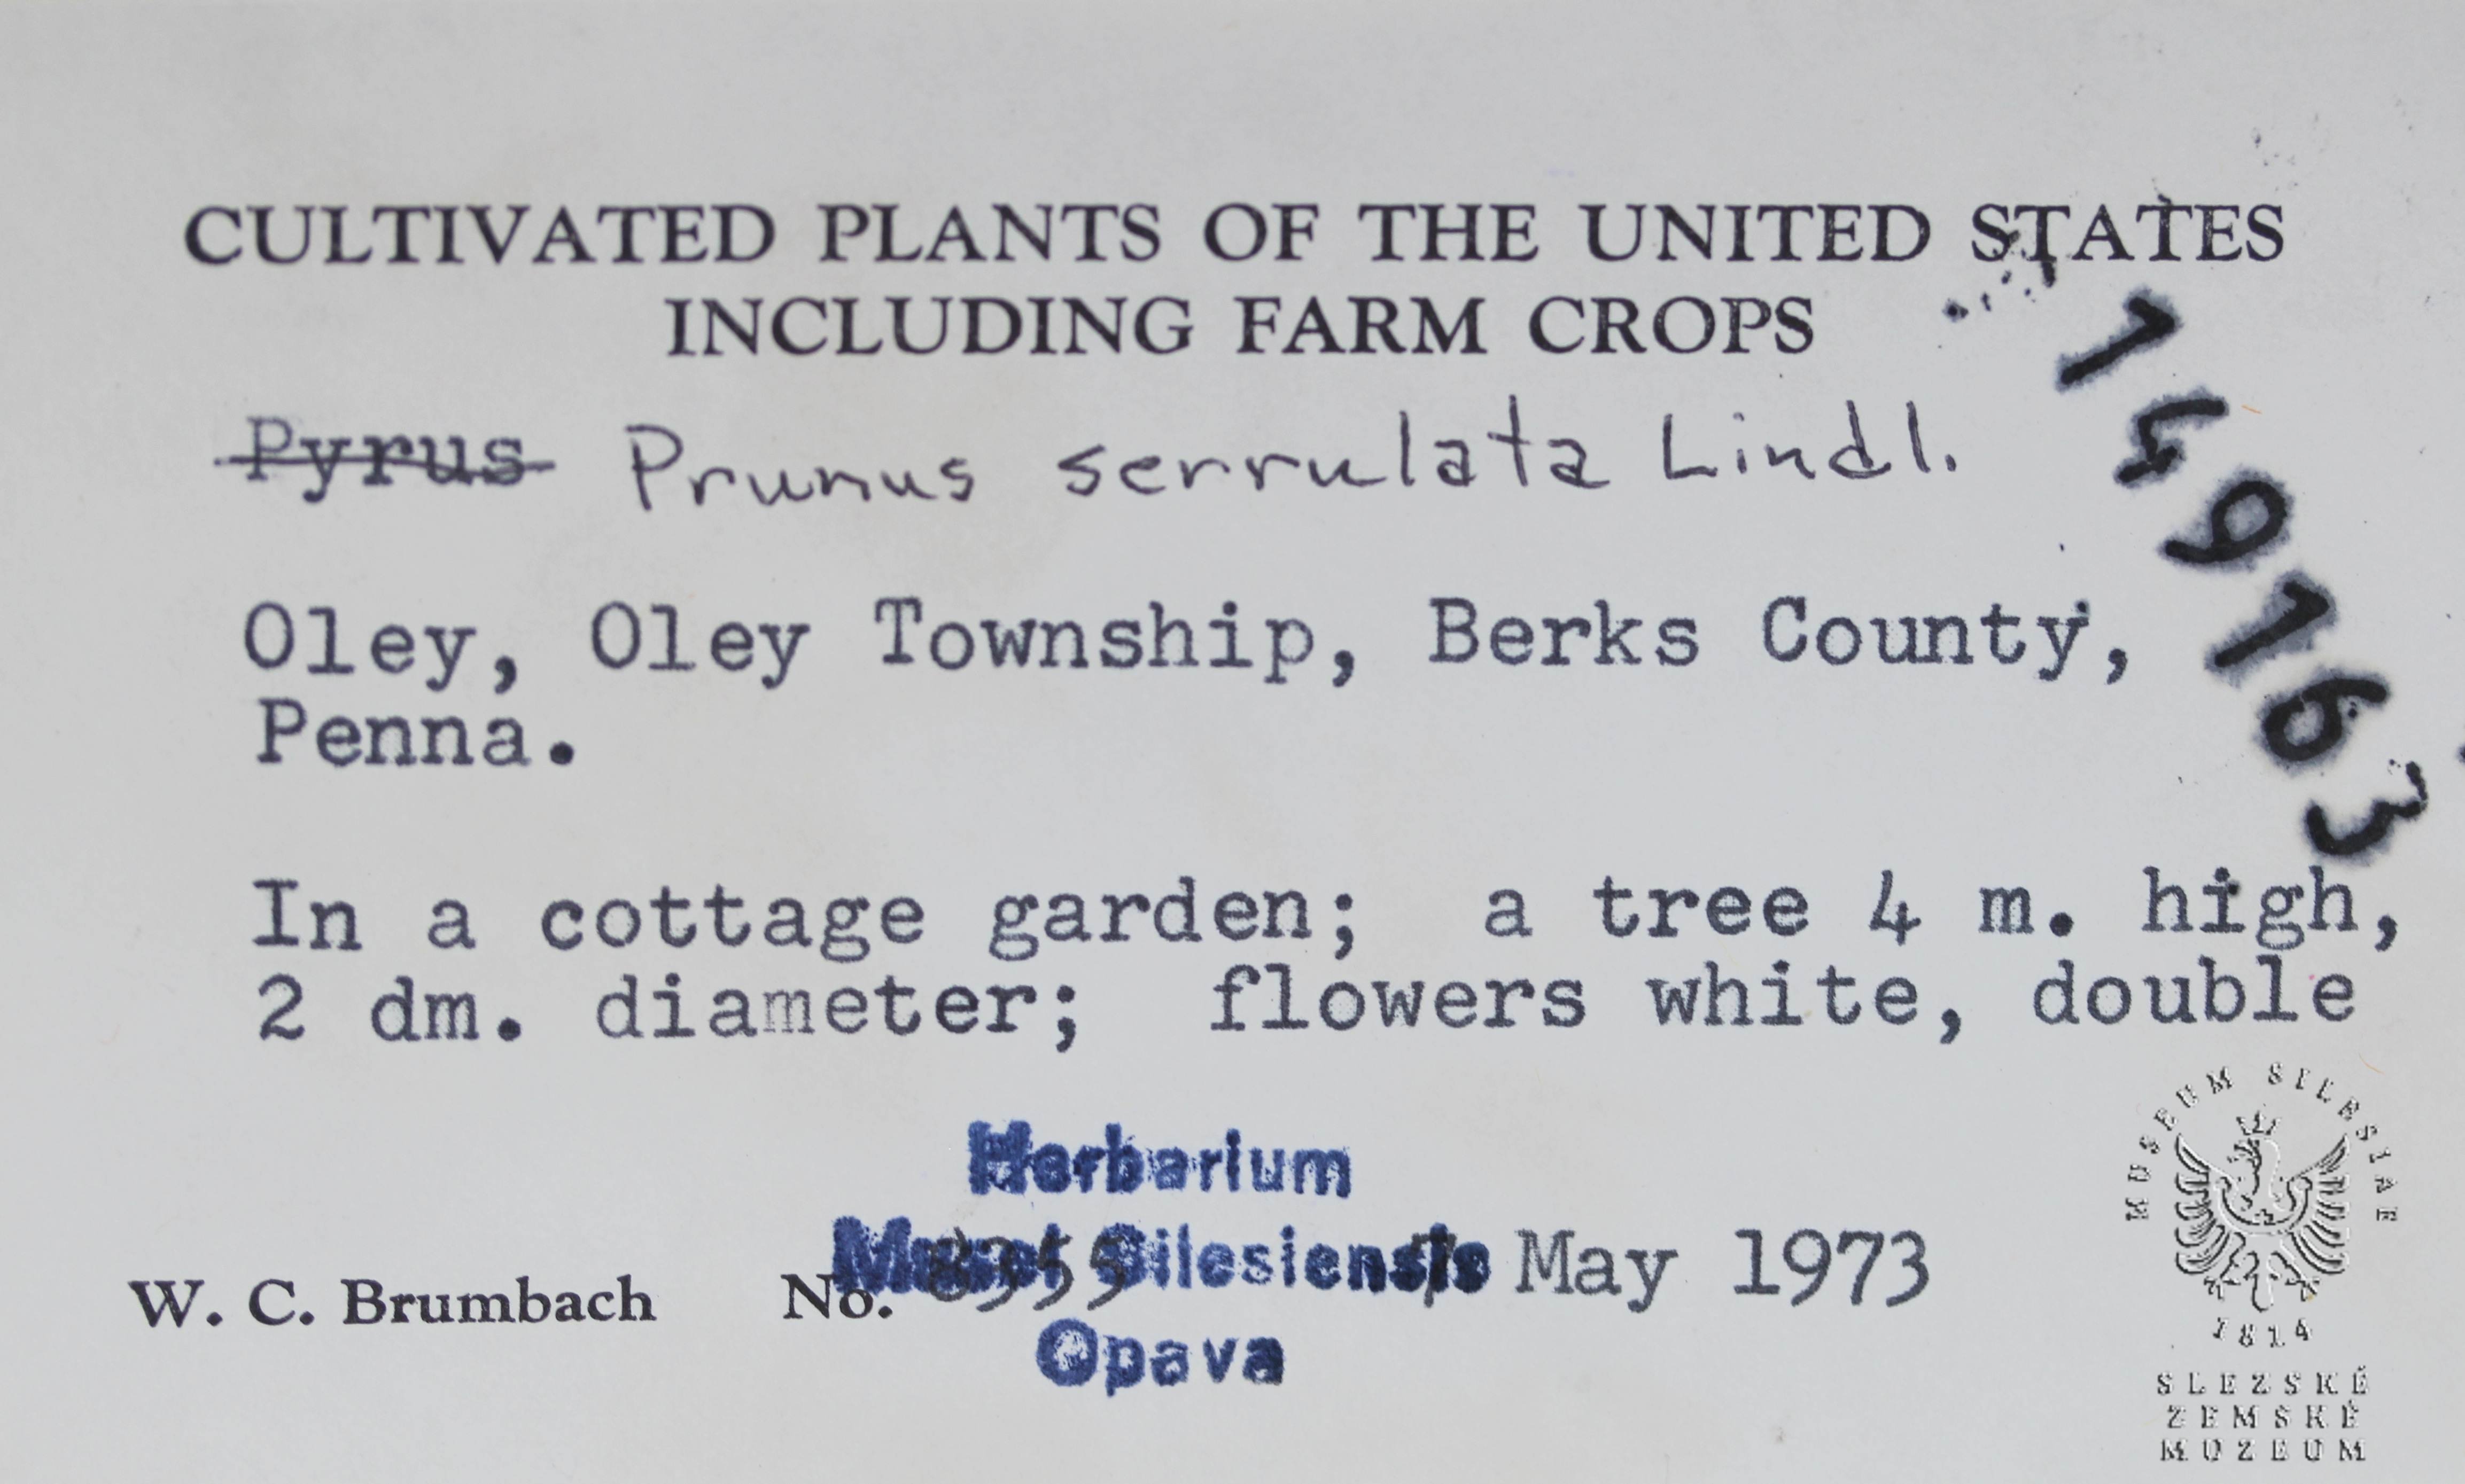 CULTIVATED PLANTS OF THE UNITED STATES
INCLUDING FARM CROPS
Pyrus Prunus serrulata Lindl.
149163
Oley, Oley Township, Berks County,
Penna.
In a cottage garden; a tree 4 m. high,
2 dm. diameter; flowers white, double
Herbarium
Musei Silesiensis
Opava
W. C. Brumbach No. 8355 7 May 1973
MUSEUM SILESIAE
1814
SLEZSKÉ
ZEMSKÉ
MUZEUM